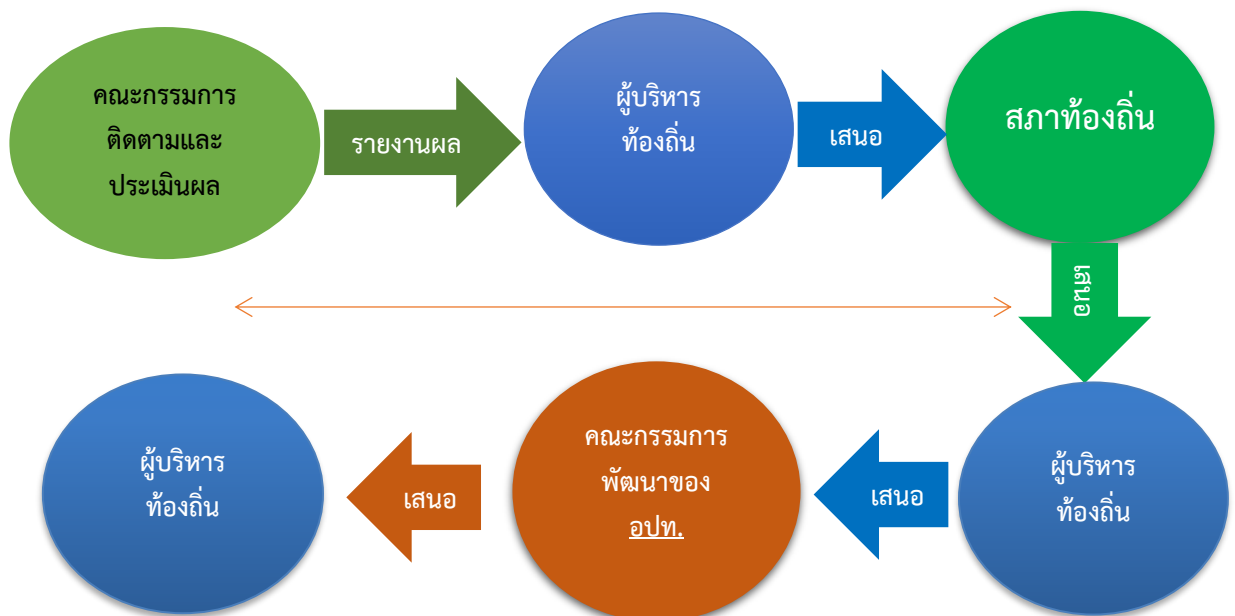 คณะกรรมการ
ติดตามและ
ประเมินผล
รายงานผล
ผู้บริหาร
ท้องถิ่น
เสนอ
สภาท้องถิ่น
เสนอ
ผู้บริหาร
ท้องถิ่น
เสนอ
คณะกรรมการ
พัฒนาของ
อปท.
เสนอ
ผู้บริหาร
ท้องถิ่น